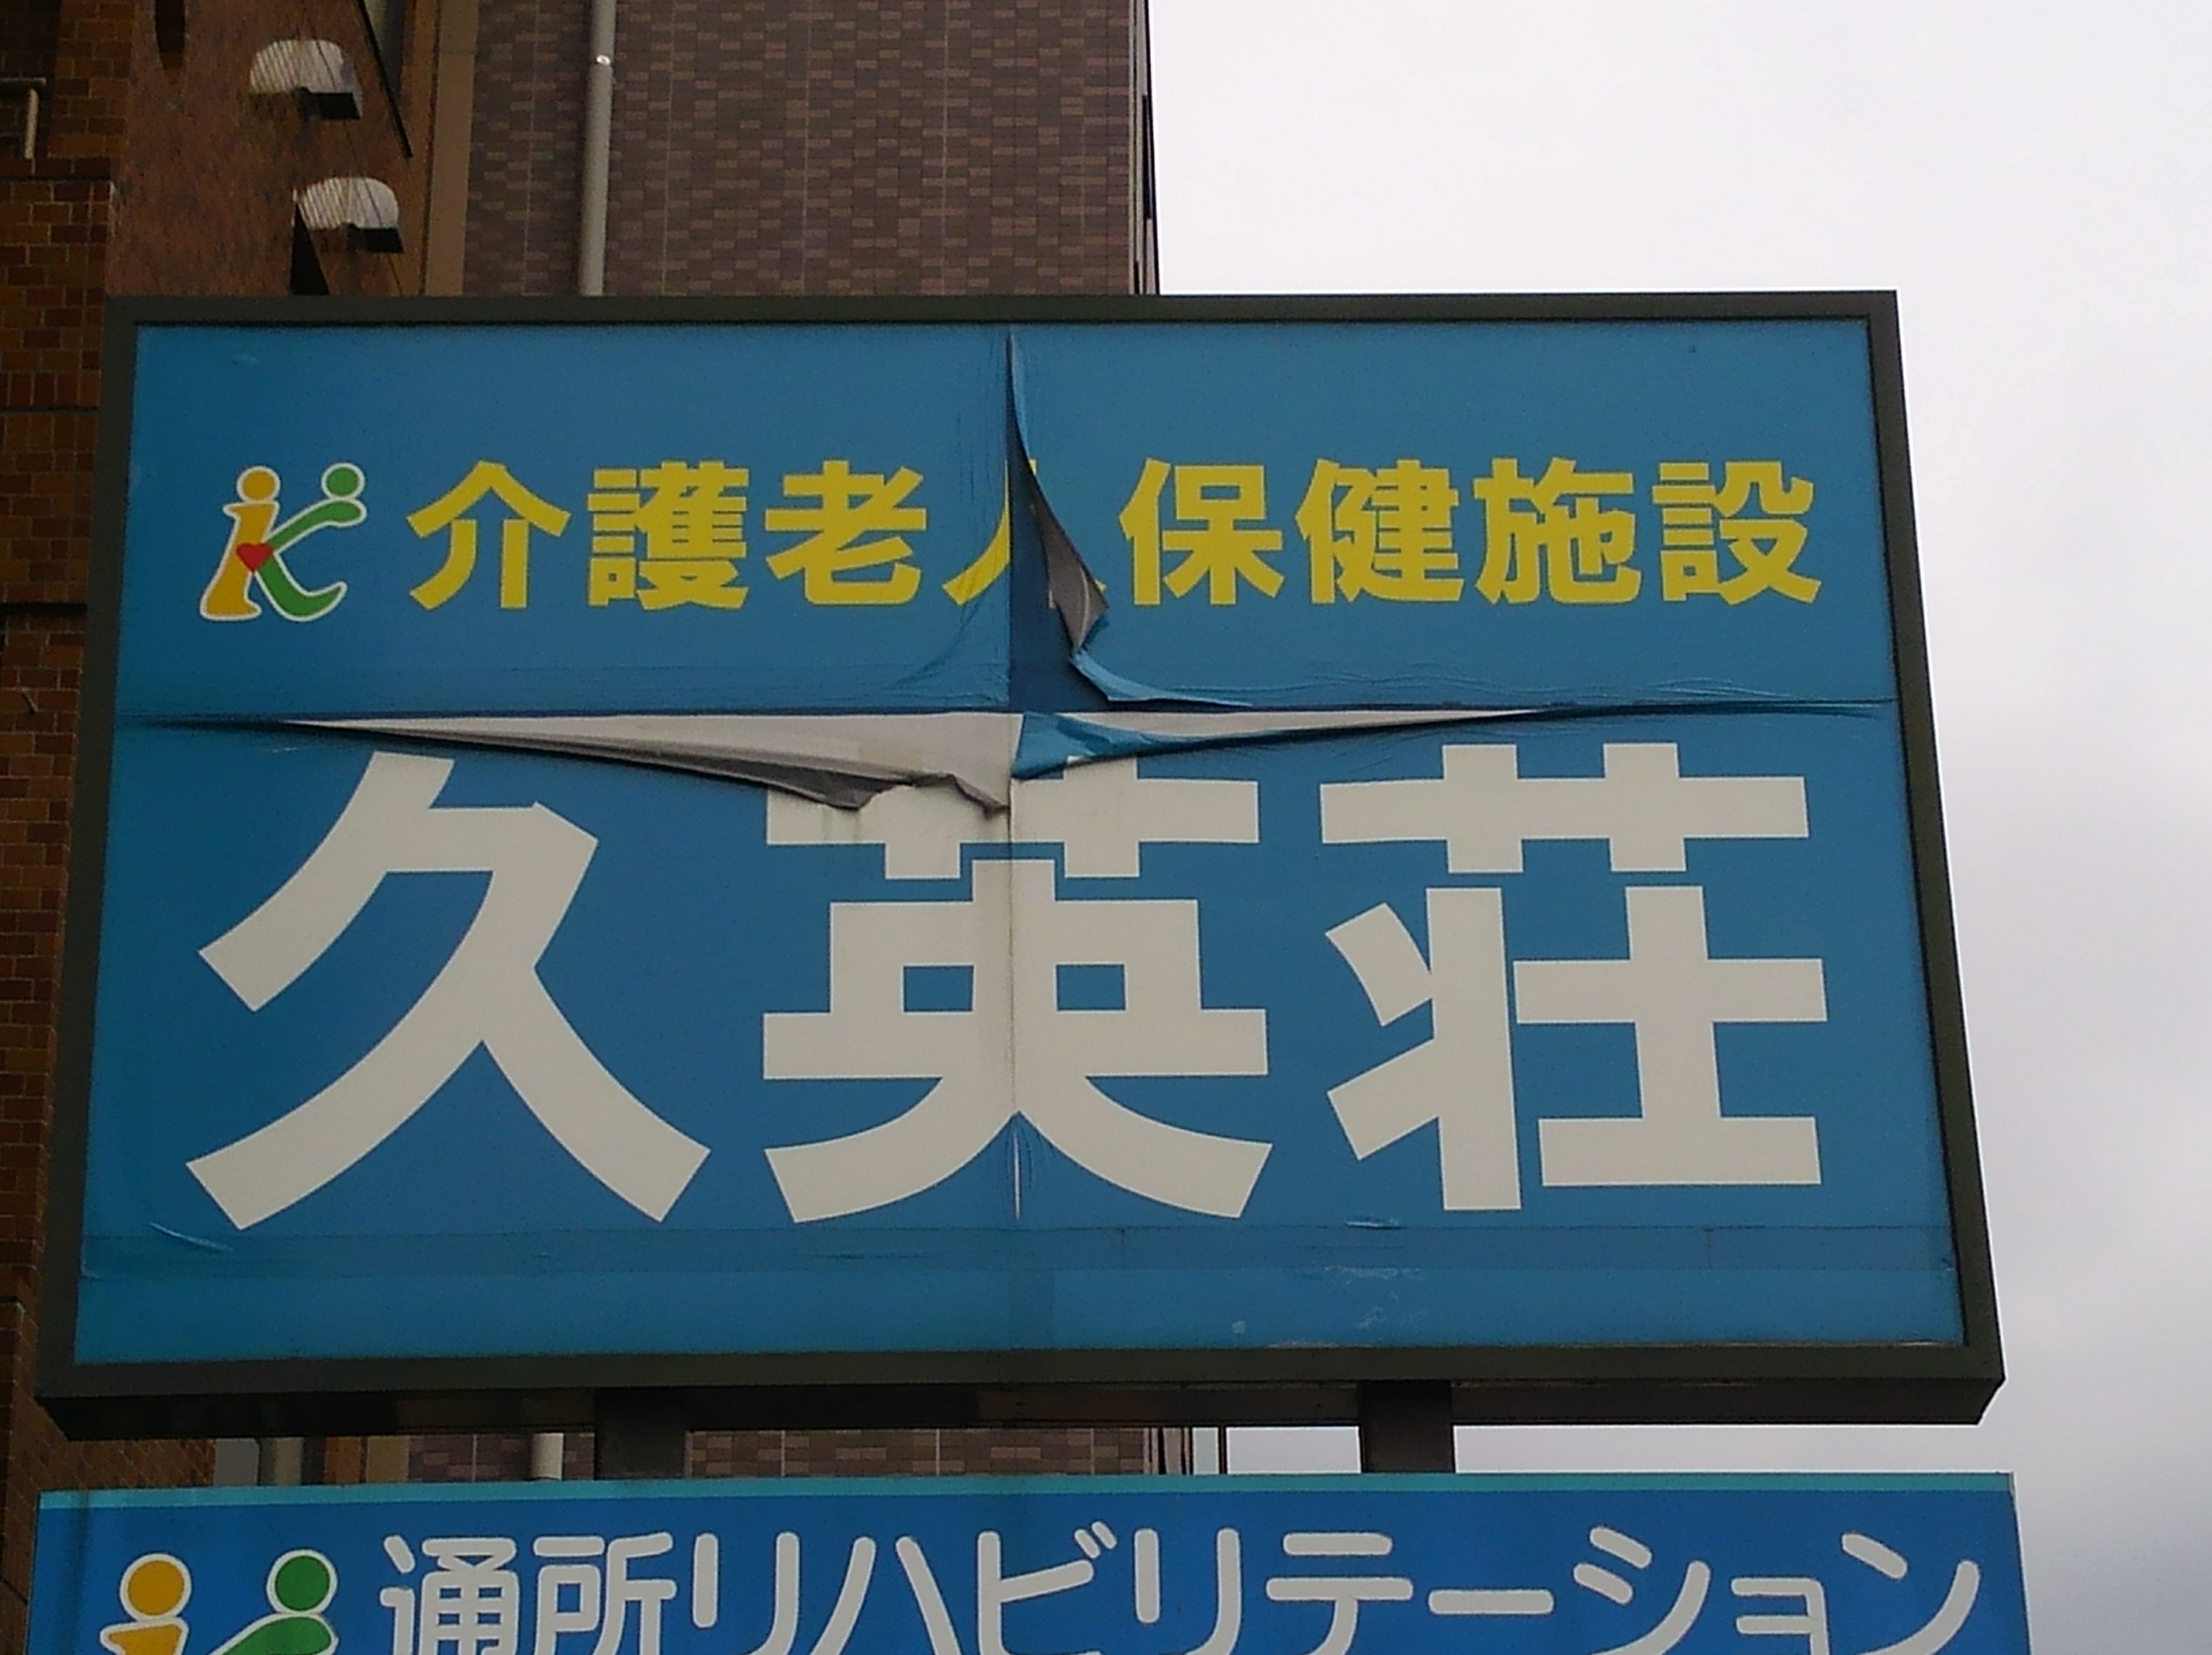 介護老人保健施設
久英荘
通所リハビリテーション